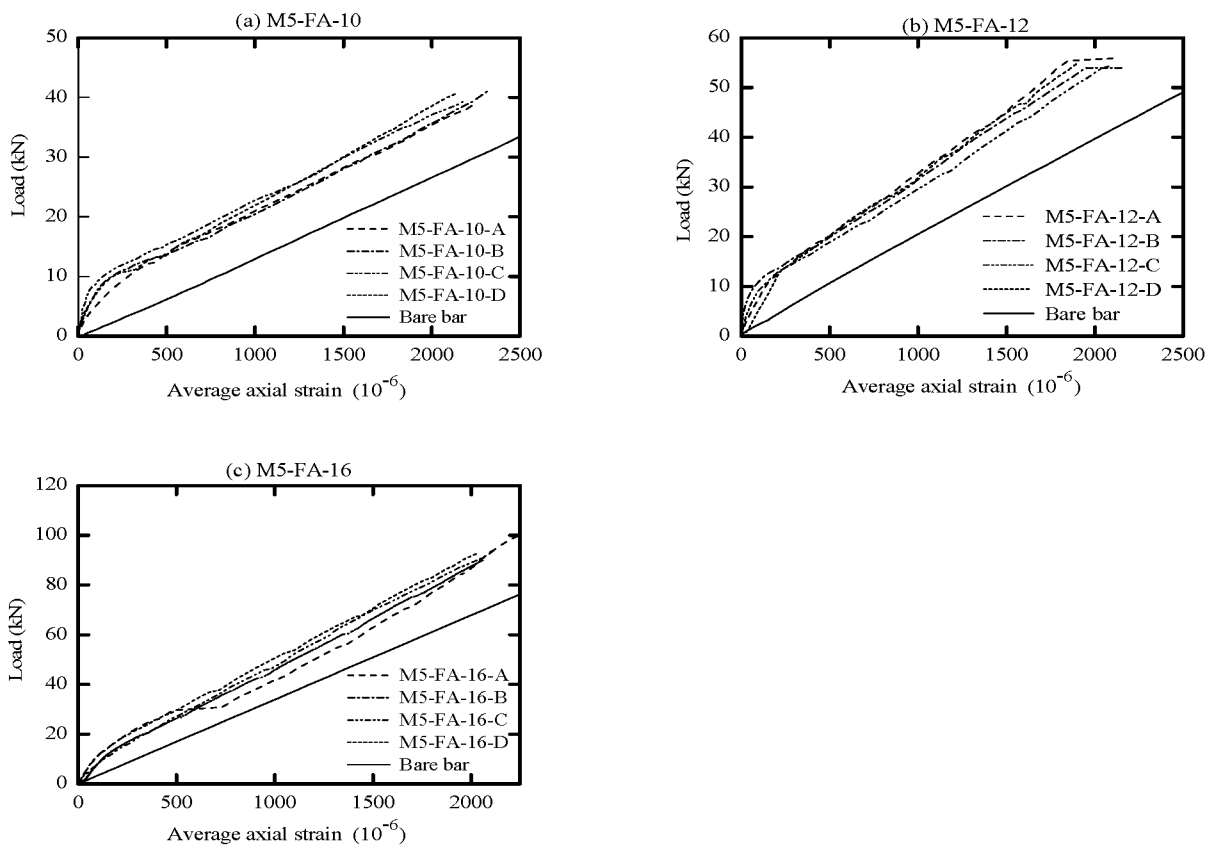 (a) M5-FA-10
50
40
30
20
10
0
Load (kN)
M5-FA-10-A
M5-FA-10-B
M5-FA-10-C
M5-FA-10-D
Bare bar
0 500 1000 1500 2000 2500
Average axial strain (10⁻⁶)
(b) M5-FA-12
60
50
40
30
20
10
0
Load (kN)
M5-FA-12-A
M5-FA-12-B
M5-FA-12-C
M5-FA-12-D
Bare bar
0 500 1000 1500 2000 2500
Average axial strain (10⁻⁶)
(c) M5-FA-16
120
100
80
60
40
20
0
Load (kN)
M5-FA-16-A
M5-FA-16-B
M5-FA-16-C
M5-FA-16-D
Bare bar
0 500 1000 1500 2000
Average axial strain (10⁻⁶)